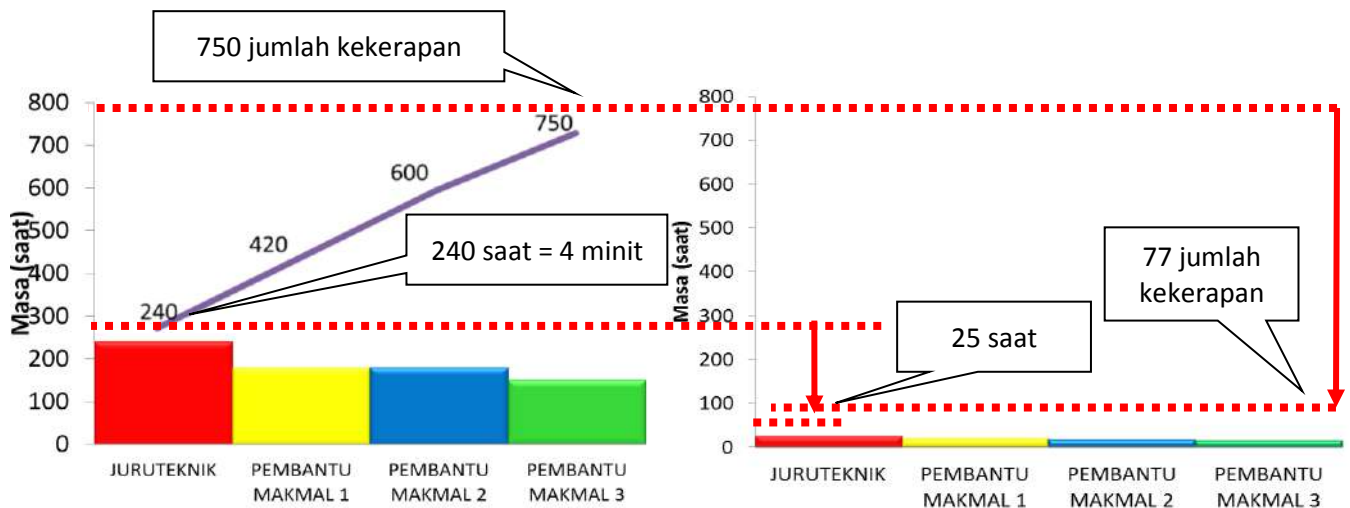 750 jumlah kekerapan
800
700
600
500
400
300
200
100
0
Masa (saat)
240
420
600
750
240 saat = 4 minit
JURUTEKNIK
PEMBANTU
MAKMAL 1
PEMBANTU
MAKMAL 2
PEMBANTU
MAKMAL 3
800
700
600
500
400
300
200
100
0
Masa (saat)
25 saat
77 jumlah
kekerapan
JURUTEKNIK
PEMBANTU
MAKMAL 1
PEMBANTU
MAKMAL 2
PEMBANTU
MAKMAL 3